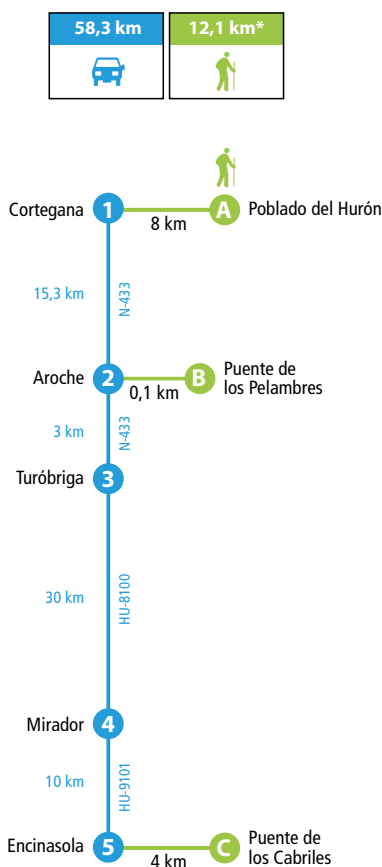 58,3 km
12,1 km*
Cortegana
1
A
Poblado del Hurón
8 km
15,3 km
N-433
Aroche
2
B
Puente de
los Pelambres
0,1 km
3 km
N-433
Turóbriga
3
30 km
HU-8100
Mirador
4
10 km
HU-9101
Encinasola
5
C
Puente de
los Cabriles
4 km